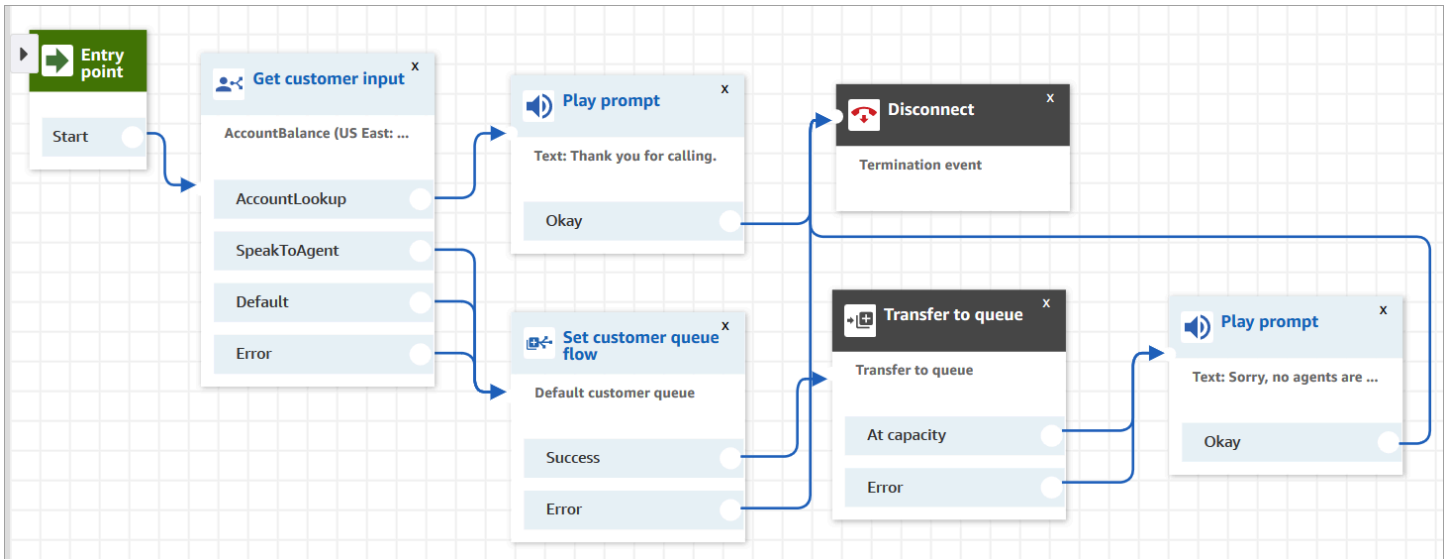 Entry
point
Start
x
Get customer input
AccountBalance (US East: ...
AccountLookup
SpeakToAgent
Default
Error
x
Play prompt
Text: Thank you for calling.
Okay
x
Set customer queue
flow
Default customer queue
Success
Error
x
Disconnect
Termination event
x
Transfer to queue
Transfer to queue
At capacity
Error
x
Play prompt
Text: Sorry, no agents are ...
Okay